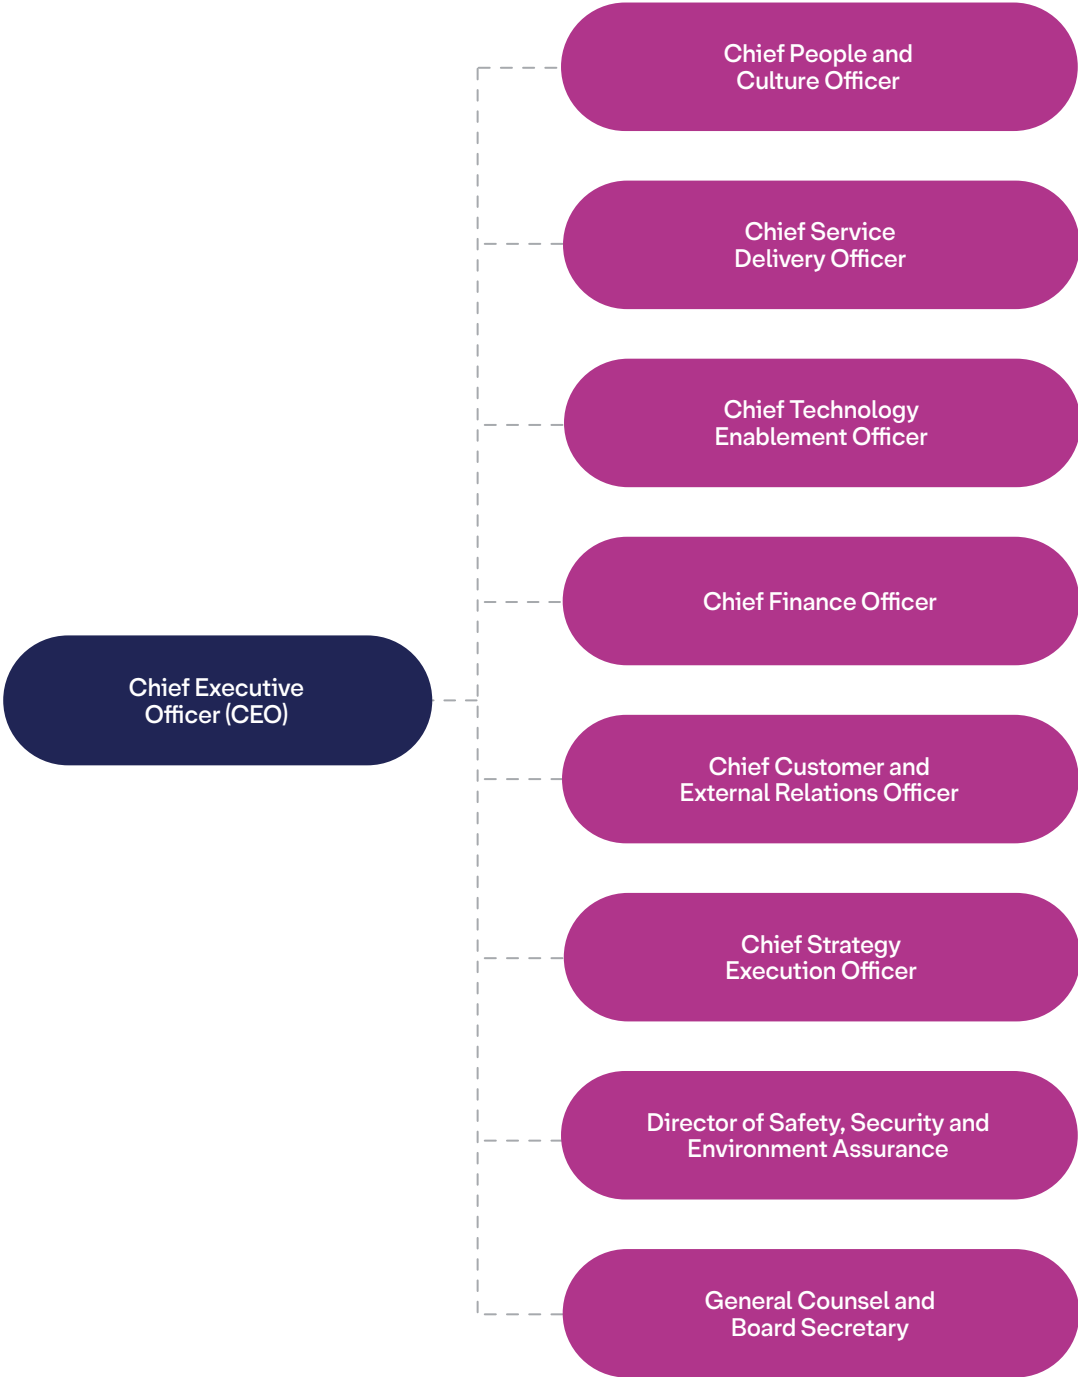 Chief People and
Culture Officer
Chief Service
Delivery Officer
Chief Technology
Enablement Officer
Chief Finance Officer
Chief Executive
Officer (CEO)
Chief Customer and
External Relations Officer
Chief Strategy
Execution Officer
Director of Safety, Security and
Environment Assurance
General Counsel and
Board Secretary